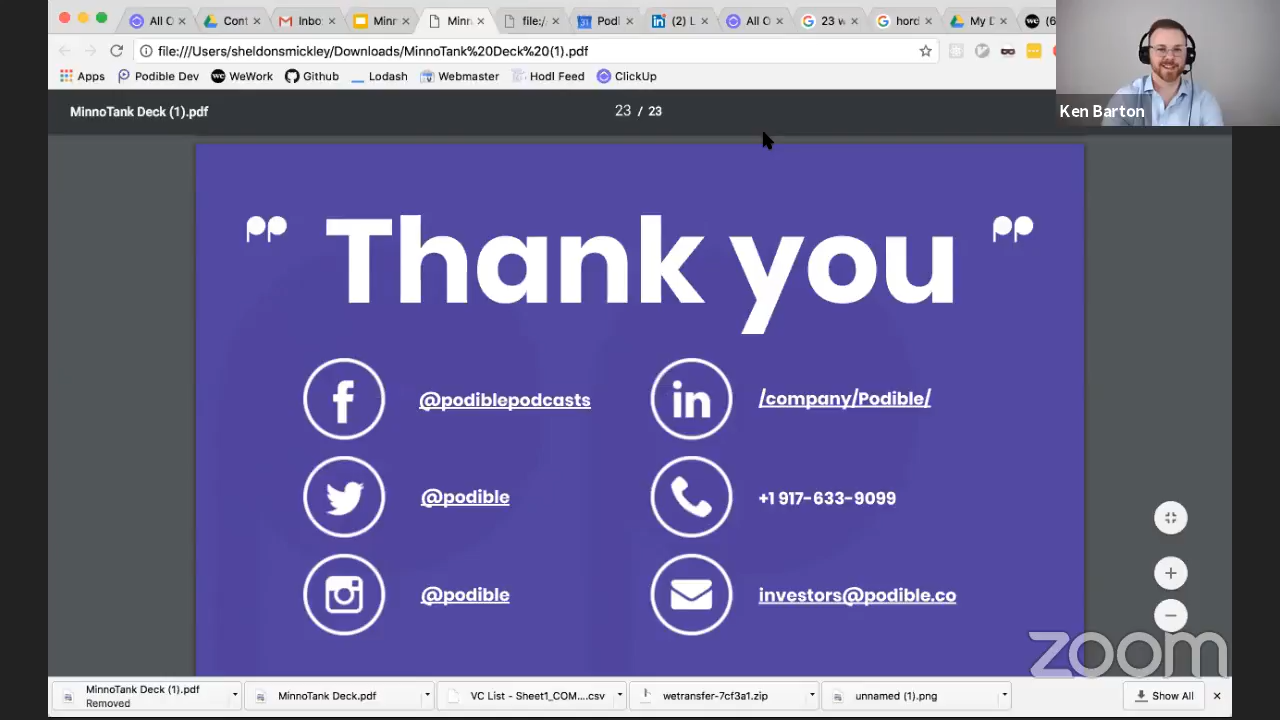 All O
Conf
Inbo
Minn
Minn
file:/
Podi
(2) L
All O
23 w
hord
My D
(6
file:///Users/sheldonsmickley/Downloads/MinnoTank%20Deck%20(1).pdf
Apps
Podible Dev
WeWork
Github
Lodash
Webmaster
Hodl Feed
ClickUp
MinnoTank Deck (1).pdf
23 / 23
Ken Barton
Thank you
@podiblepodcasts
/company/Podible/
@podible
+1 917-633-9099
@podible
investors@podible.co
zoom
MinnoTank Deck (1).pdf
Removed
MinnoTank Deck.pdf
VC List - Sheet1_COM....csv
wetransfer-7cf3a1.zip
unnamed (1).png
Show All